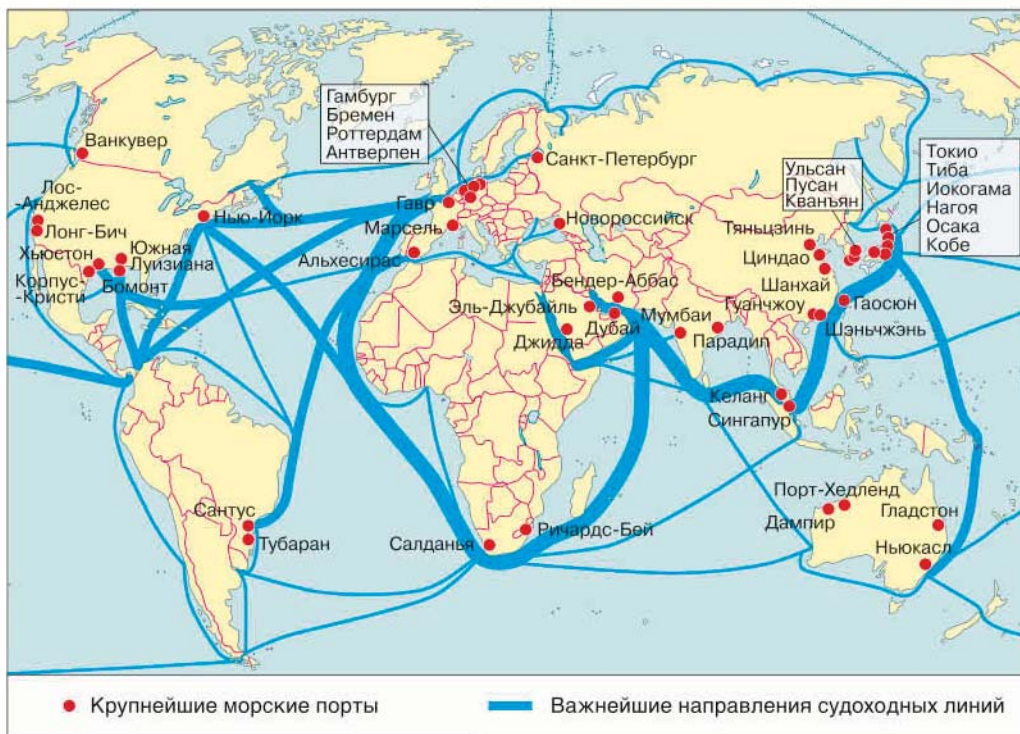 Гамбург
Бремен
Роттердам
Антверпен
Ванкувер
Санкт-Петербург
Ульсан
Пусан
Кванъян
Токио
Тиба
Иокогама
Нагоя
Осака
Кобе
Лос-
-Анджелес
Лонг-Бич
Нью-Йорк
Гавр
Марсель
Новороссийск
Тяньцзинь
Циндао
Хьюстон
Южная
Луизиана
Альхесирас
Бендер-Аббас
Шанхай
Корпус-
-Кристи
Бомонт
Эль-Джубайль
Мумбаи
Гуанчжоу
Гаосюн
Дубай
Джидда
Парадип
Шэньчжэнь
Келанг
Сингапур
Порт-Хедленд
Сантус
Дампир
Гладстон
Тубаран
Салданья
Ричардс-Бей
Ньюкасл
Крупнейшие морские порты
Важнейшие направления судоходных линий